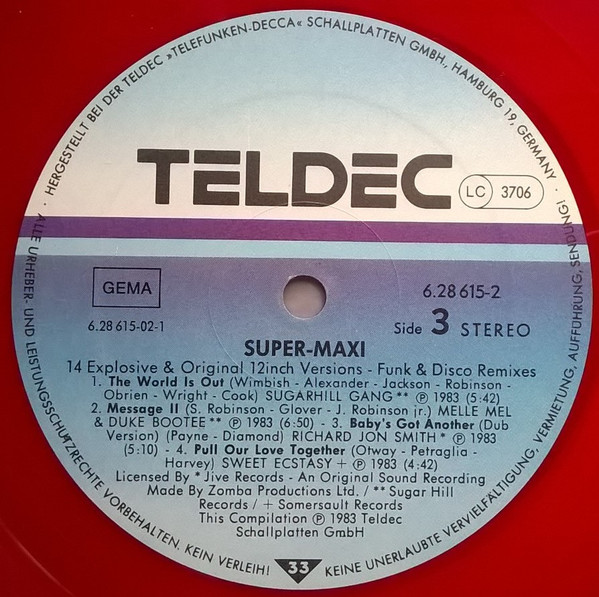 · HERGESTELLT BEI DER TELDEC »TELEFUNKEN-DECCA« SCHALLPLATTEN GMBH., HAMBURG 19, GERMANY ·
TELDEC
LC 3706
GEMA
6.28 615-2
6.28 615-02-1
Side 3 STEREO
SUPER-MAXI
14 Explosive & Original 12inch Versions - Funk & Disco Remixes
1. The World Is Out (Wimbish - Alexander - Jackson - Robinson -
Obrien - Wright - Cook) SUGARHILL GANG** ℗ 1983 (5:42)
2. Message II (S. Robinson - Glover - J. Robinson jr.) MELLE MEL
& DUKE BOOTEE** ℗ 1983 (6:50) - 3. Baby's Got Another (Dub
Version) (Payne - Diamond) RICHARD JON SMITH* ℗ 1983
(5:10) - 4. Pull Our Love Together (Otway - Petraglia -
Harvey) SWEET ECSTASY + ℗ 1983 (4:42)
Licensed By * Jive Records - An Original Sound Recording
Made By Zomba Productions Ltd. / ** Sugar Hill
Records / + Somersault Records
This Compilation ℗ 1983 Teldec
Schallplatten GmbH
33
ALLE URHEBER- UND LEISTUNGSSCHUTZRECHTE VORBEHALTEN. KEIN VERLEIH! KEINE UNERLAUBTE VERVIELFÄLTIGUNG, VERMIETUNG, AUFFÜHRUNG, SENDUNG!